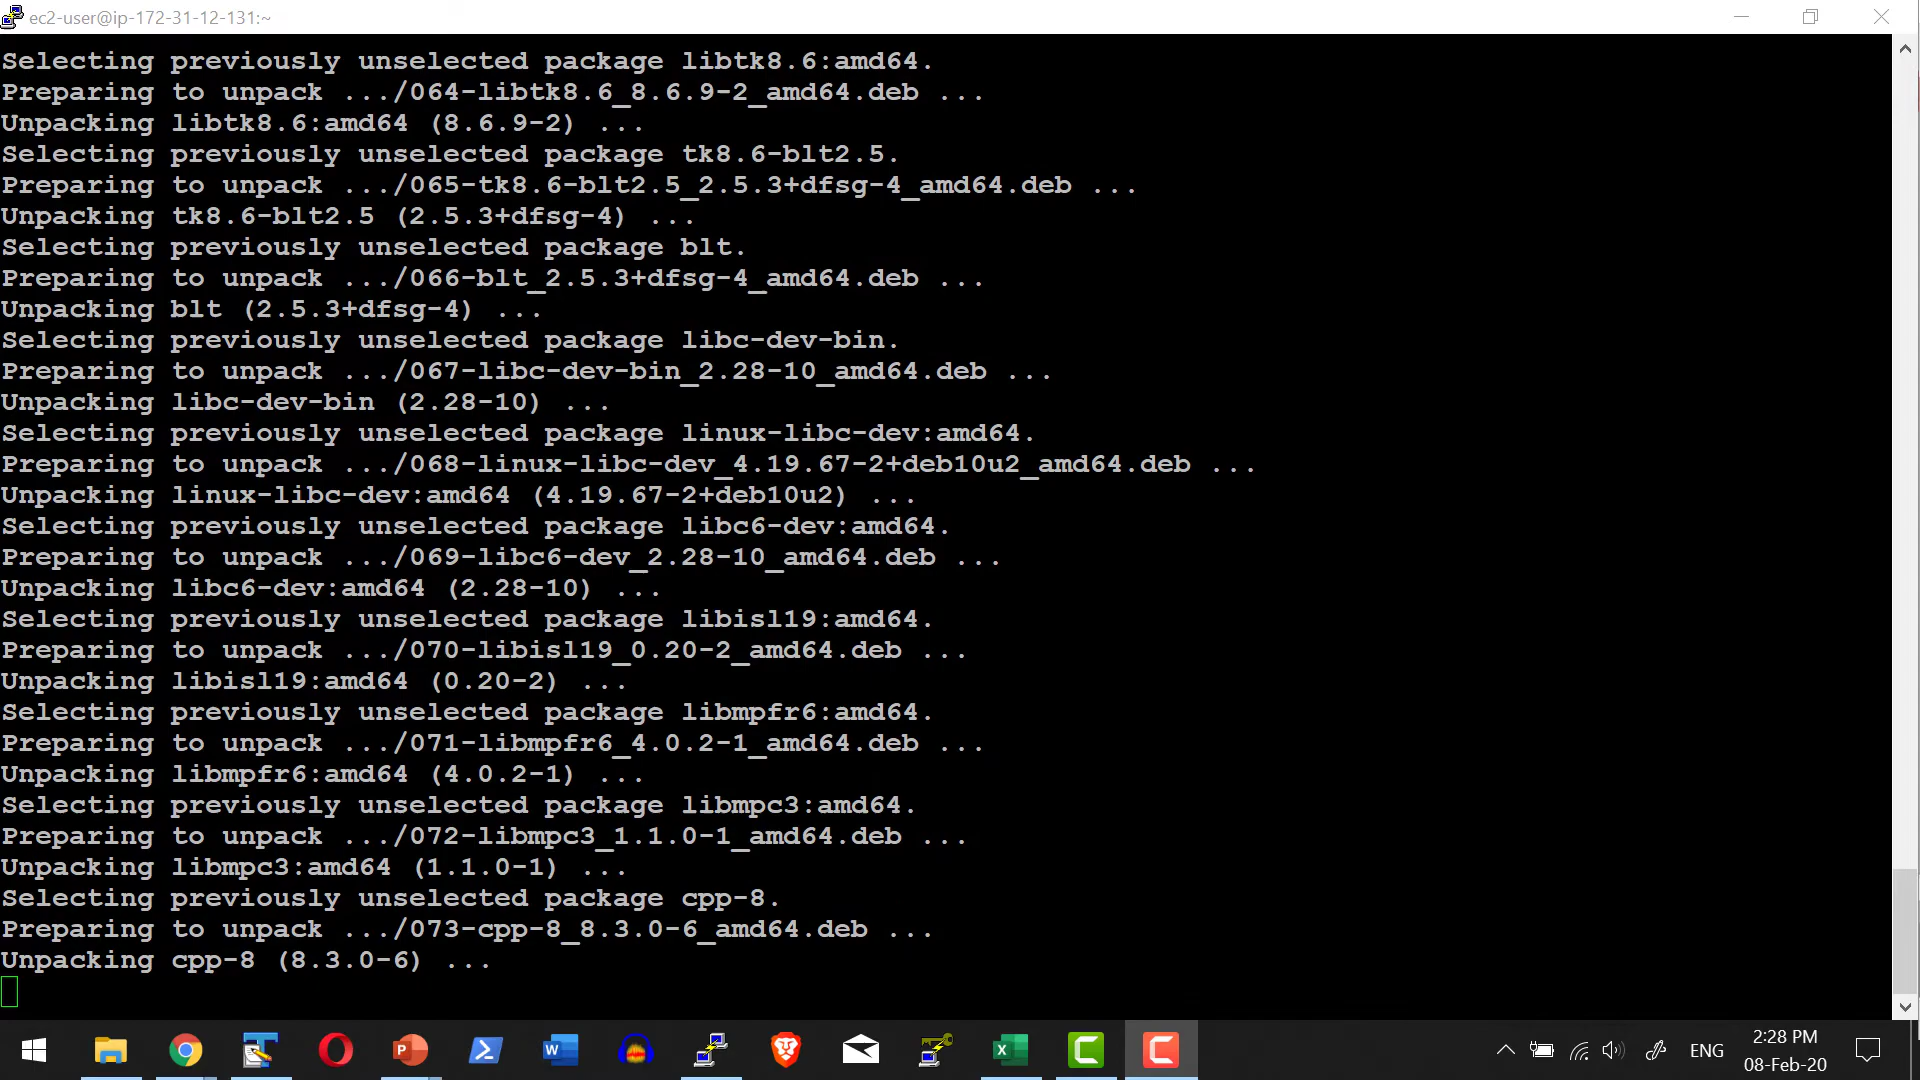 ec2-user@ip-172-31-12-131:~
Selecting previously unselected package libtk8.6:amd64.
Preparing to unpack .../064-libtk8.6_8.6.9-2_amd64.deb ...
Unpacking libtk8.6:amd64 (8.6.9-2) ...
Selecting previously unselected package tk8.6-blt2.5.
Preparing to unpack .../065-tk8.6-blt2.5_2.5.3+dfsg-4_amd64.deb ...
Unpacking tk8.6-blt2.5 (2.5.3+dfsg-4) ...
Selecting previously unselected package blt.
Preparing to unpack .../066-blt_2.5.3+dfsg-4_amd64.deb ...
Unpacking blt (2.5.3+dfsg-4) ...
Selecting previously unselected package libc-dev-bin.
Preparing to unpack .../067-libc-dev-bin_2.28-10_amd64.deb ...
Unpacking libc-dev-bin (2.28-10) ...
Selecting previously unselected package linux-libc-dev:amd64.
Preparing to unpack .../068-linux-libc-dev_4.19.67-2+deb10u2_amd64.deb ...
Unpacking linux-libc-dev:amd64 (4.19.67-2+deb10u2) ...
Selecting previously unselected package libc6-dev:amd64.
Preparing to unpack .../069-libc6-dev_2.28-10_amd64.deb ...
Unpacking libc6-dev:amd64 (2.28-10) ...
Selecting previously unselected package libisl19:amd64.
Preparing to unpack .../070-libisl19_0.20-2_amd64.deb ...
Unpacking libisl19:amd64 (0.20-2) ...
Selecting previously unselected package libmpfr6:amd64.
Preparing to unpack .../071-libmpfr6_4.0.2-1_amd64.deb ...
Unpacking libmpfr6:amd64 (4.0.2-1) ...
Selecting previously unselected package libmpc3:amd64.
Preparing to unpack .../072-libmpc3_1.1.0-1_amd64.deb ...
Unpacking libmpc3:amd64 (1.1.0-1) ...
Selecting previously unselected package cpp-8.
Preparing to unpack .../073-cpp-8_8.3.0-6_amd64.deb ...
Unpacking cpp-8 (8.3.0-6) ...
ENG
2:28 PM
08-Feb-20